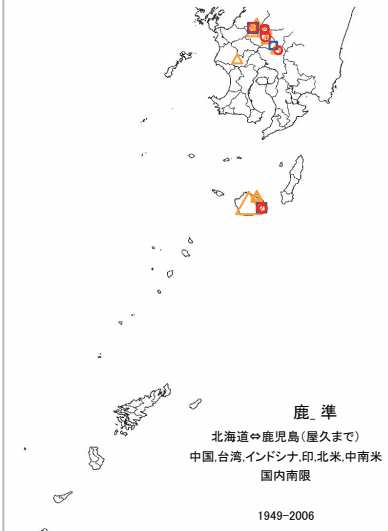 鹿_準
北海道⇔鹿児島(屋久まで)
中国,台湾,インドシナ,印,北米,中南米
国内南限
1949-2006